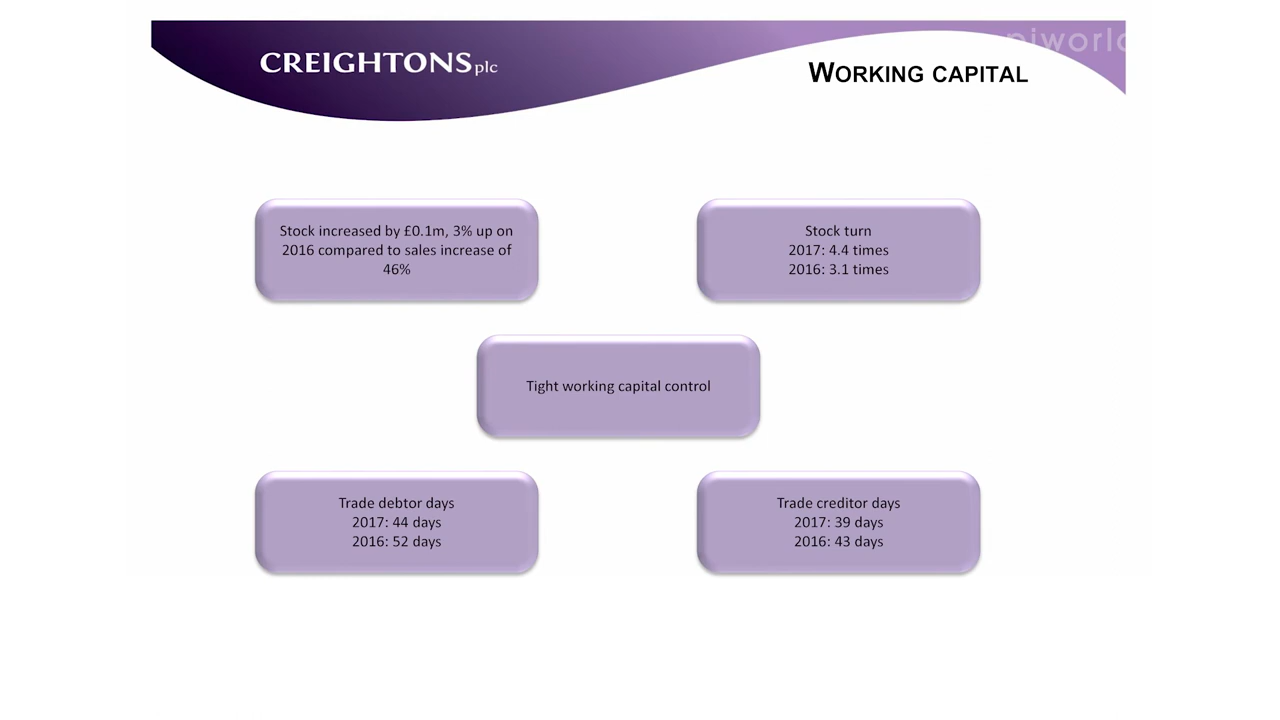 CREIGHTONS plc
WORKING CAPITAL
Stock increased by £0.1m, 3% up on
2016 compared to sales increase of
46%
Stock turn
2017: 4.4 times
2016: 3.1 times
Tight working capital control
Trade debtor days
2017: 44 days
2016: 52 days
Trade creditor days
2017: 39 days
2016: 43 days